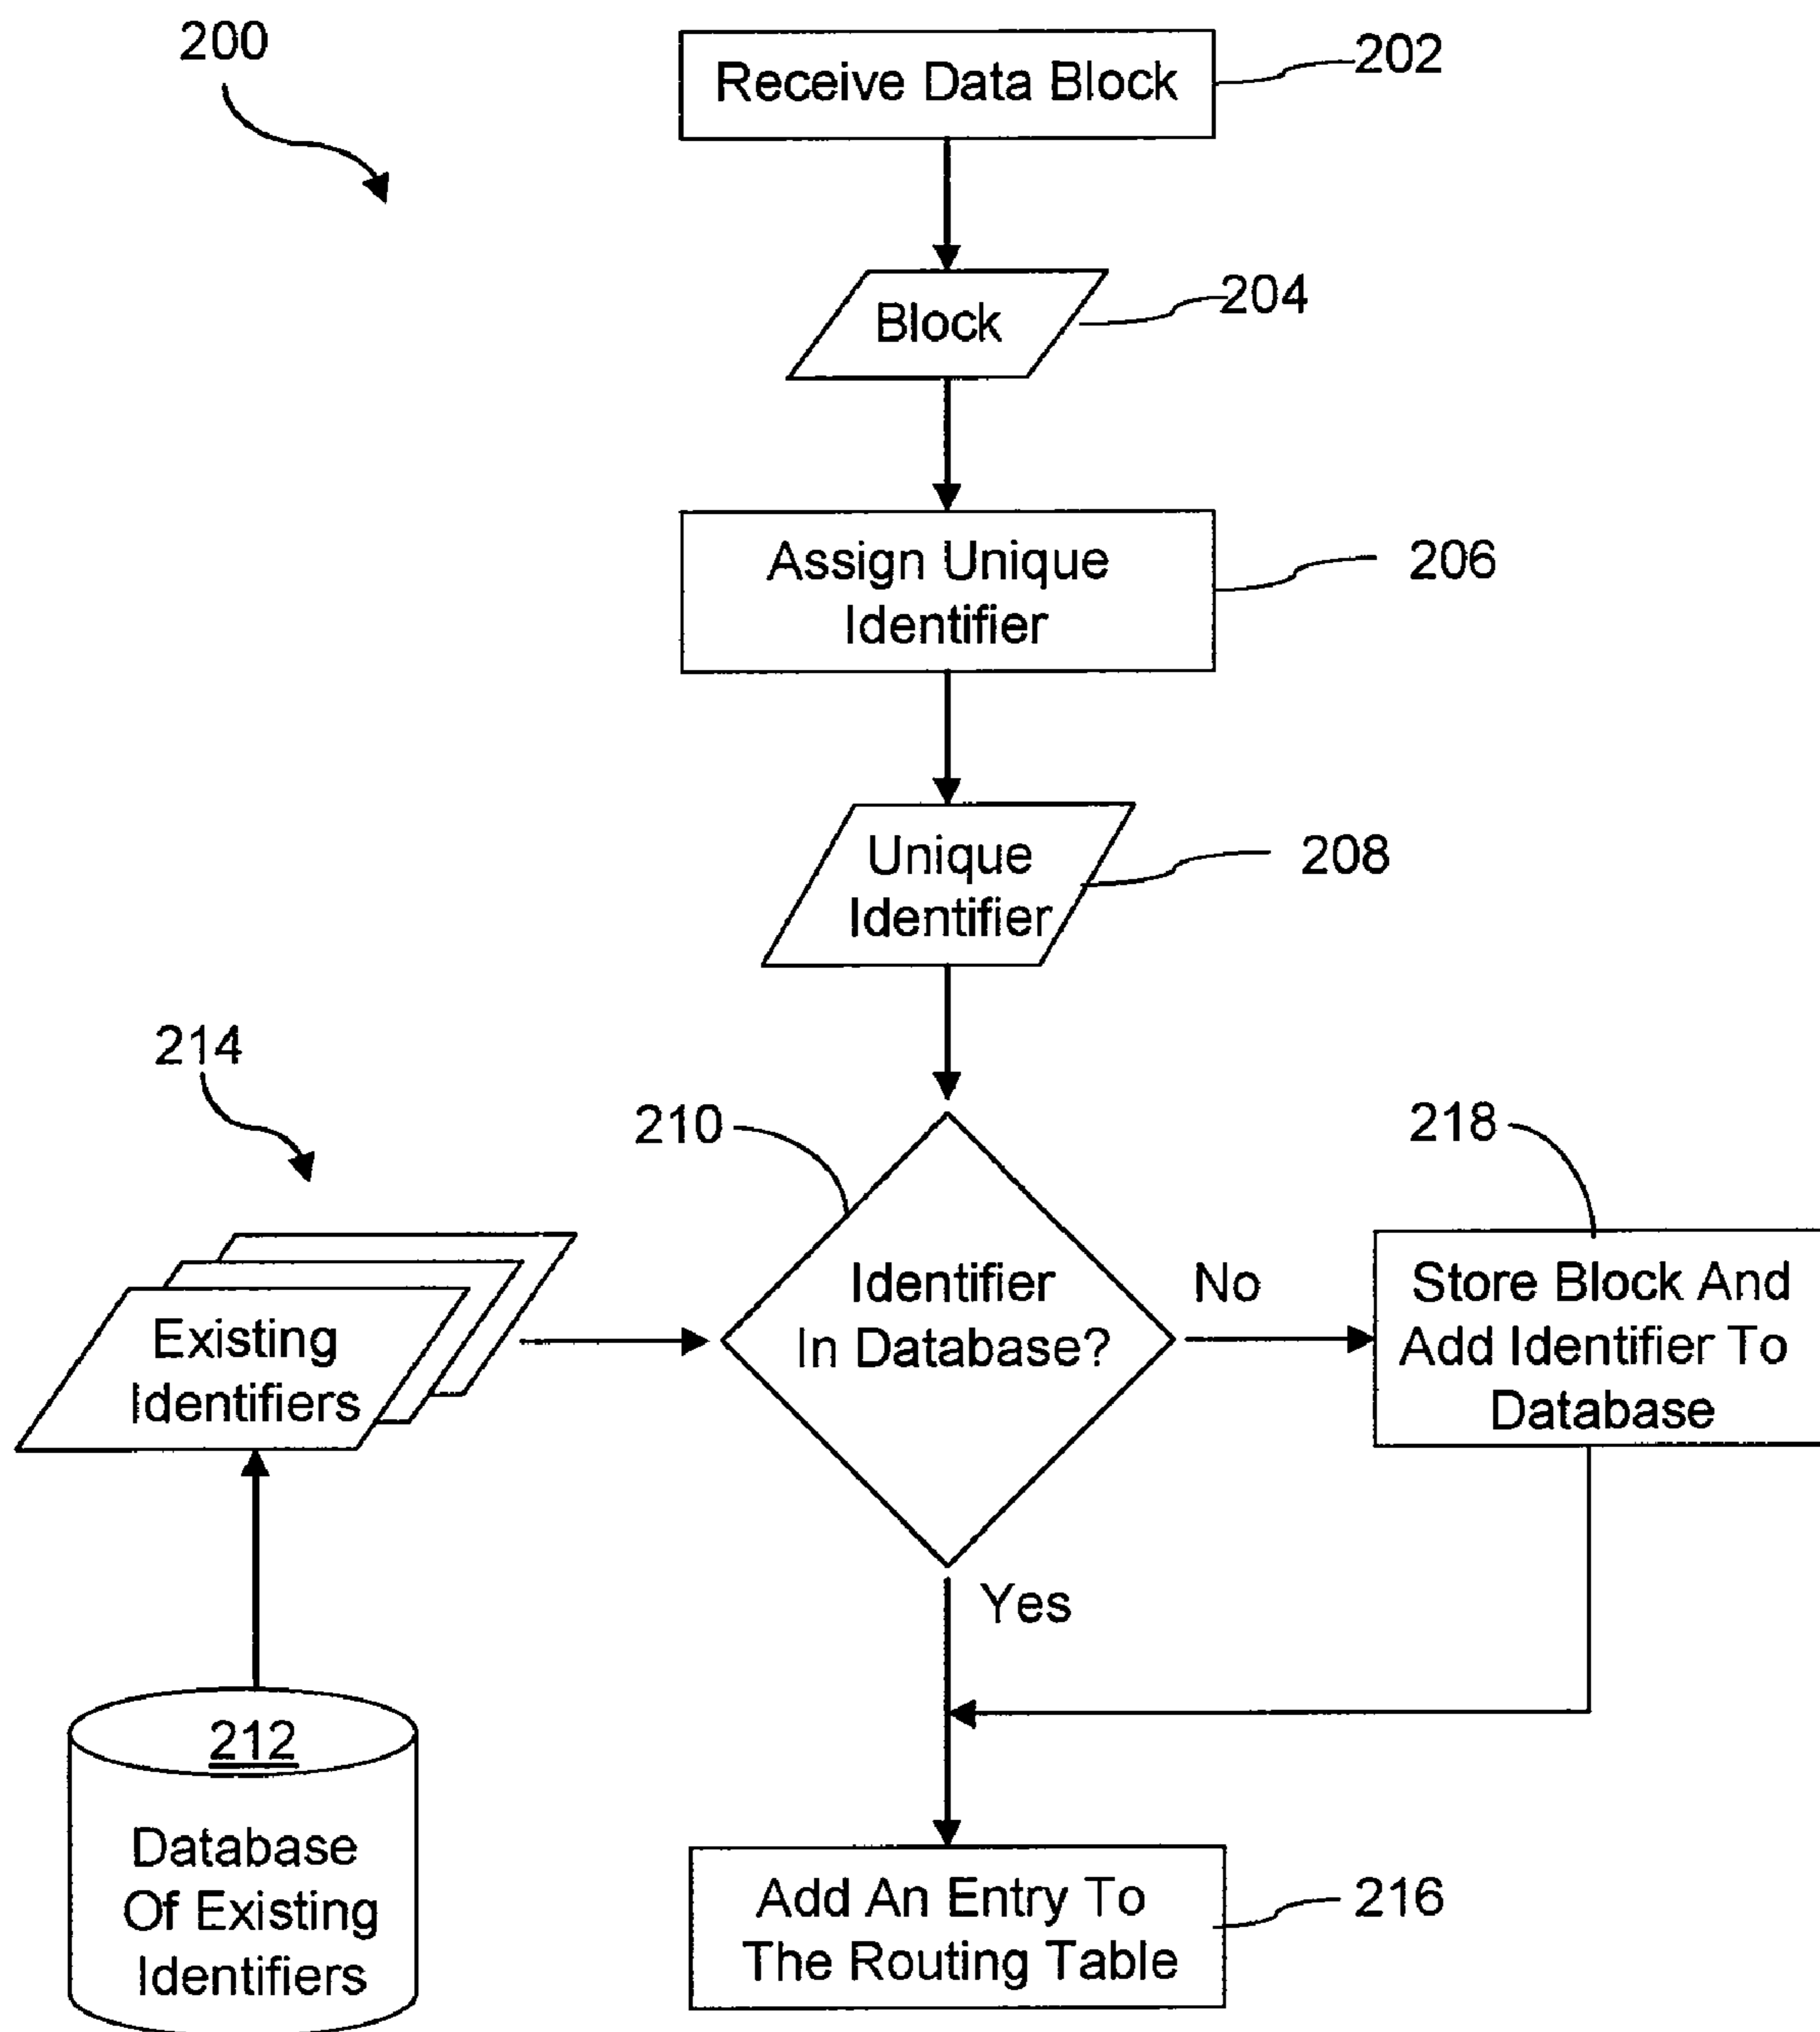 200
Receive Data Block
202
Block
204
Assign Unique
Identifier
206
Unique
Identifier
208
214
210
218
Existing
Identifiers
Identifier
In Database?
No
Store Block And
Add Identifier To
Database
Yes
212
Database
Of Existing
Identifiers
Add An Entry To
The Routing Table
216